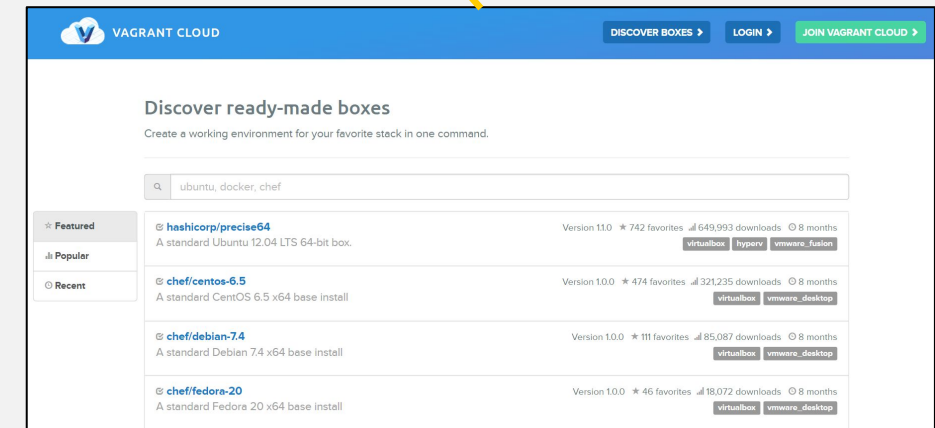 VAGRANT CLOUD
DISCOVER BOXES LOGIN JOIN VAGRANT CLOUD
Discover ready-made boxes
Create a working environment for your favorite stack in one command.
ubuntu, docker, chef
Featured
Popular
Recent
hashicorp/precise64 Version 1.1.0 742 favorites 649,993 downloads 8 months
A standard Ubuntu 12.04 LTS 64-bit box. virtualbox hyperv vmware_fusion
chef/centos-6.5 Version 1.0.0 474 favorites 321,235 downloads 8 months
A standard CentOS 6.5 x64 base install virtualbox vmware_desktop
chef/debian-7.4 Version 1.0.0 111 favorites 85,087 downloads 8 months
A standard Debian 7.4 x64 base install virtualbox vmware_desktop
chef/fedora-20 Version 1.0.0 46 favorites 18,072 downloads 8 months
A standard Fedora 20 x64 base install virtualbox vmware_desktop